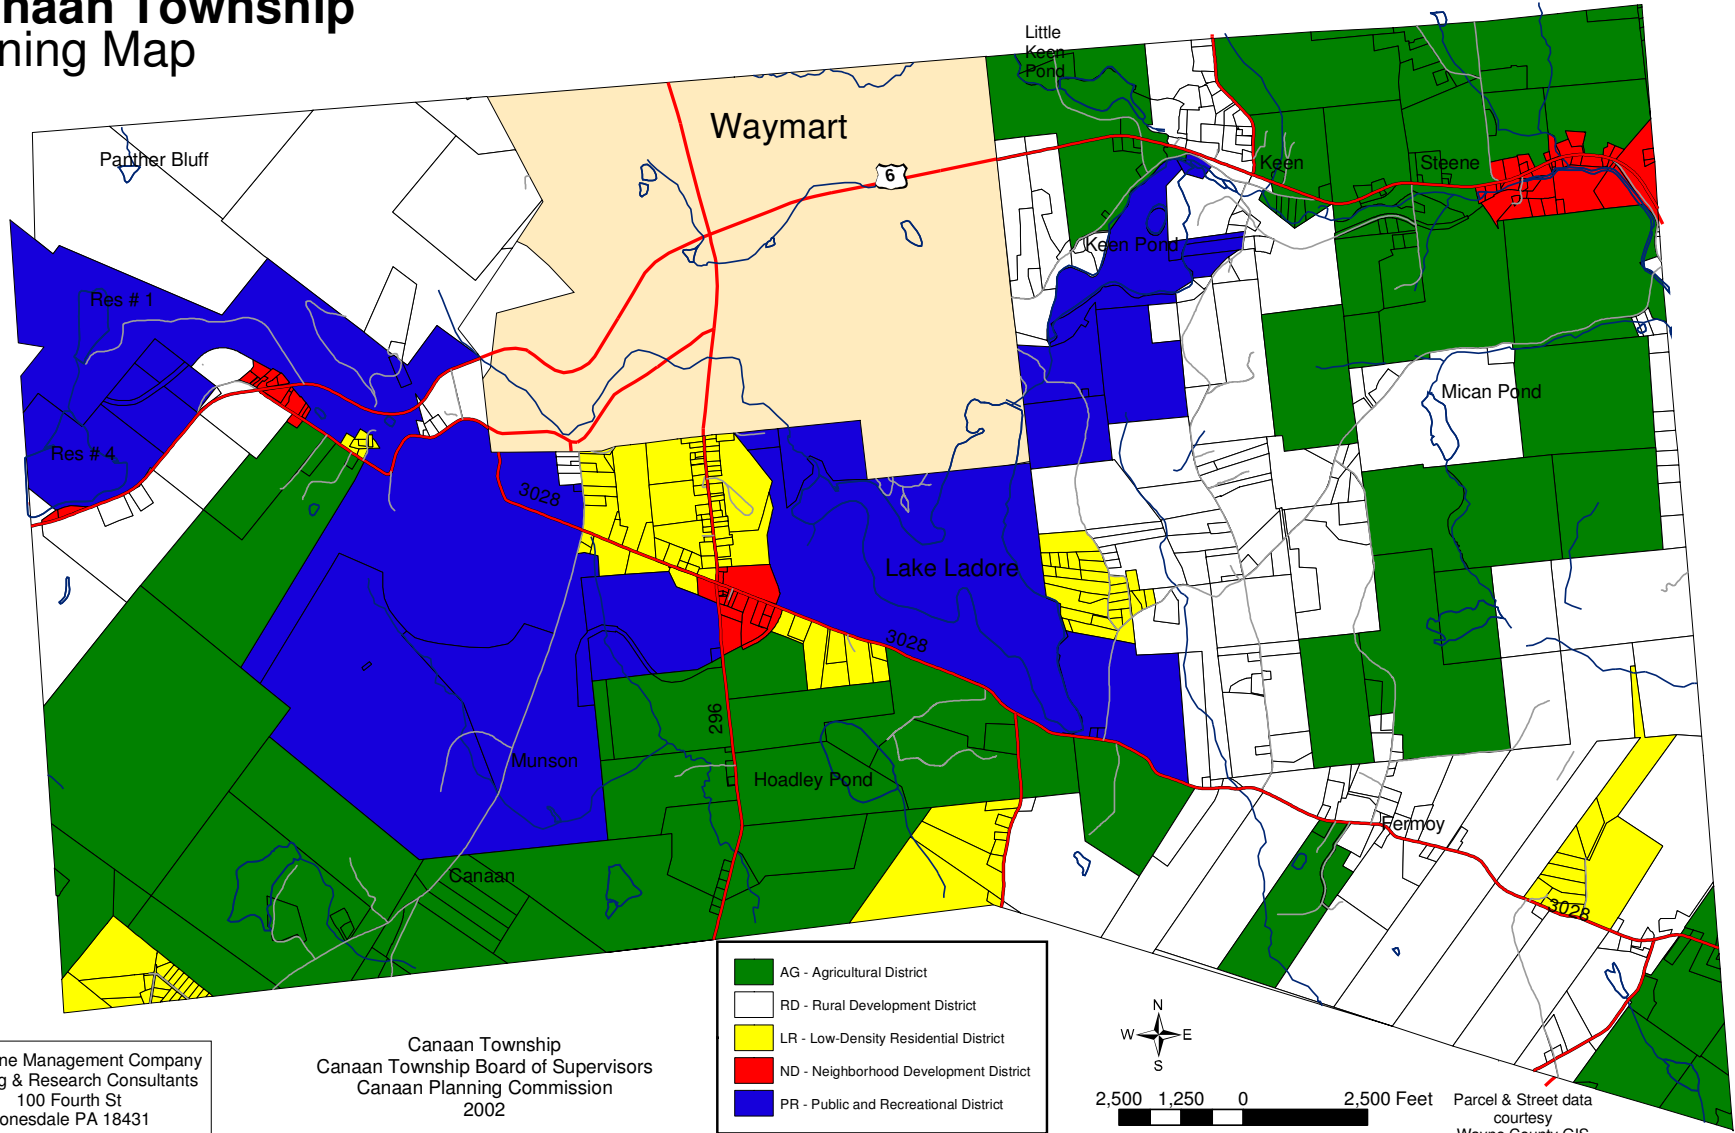 naan Township
ning Map
Little
Keen
Pond
Waymart
Panther Bluff
6
Keen
Steene
Keen Pond
Res # 1
Mican Pond
Res # 4
3028
Lake Ladore
3028
296
Munson
Hoadley Pond
Fermoy
Canaan
3028
AG - Agricultural District
RD - Rural Development District
LR - Low-Density Residential District
ND - Neighborhood Development District
PR - Public and Recreational District
N
W E
S
ne Management Company
g & Research Consultants
100 Fourth St
onesdale PA 18431
Canaan Township
Canaan Township Board of Supervisors
Canaan Planning Commission
2002
2,500 1,250 0 2,500 Feet
Parcel & Street data
courtesy
Wayne County GIS